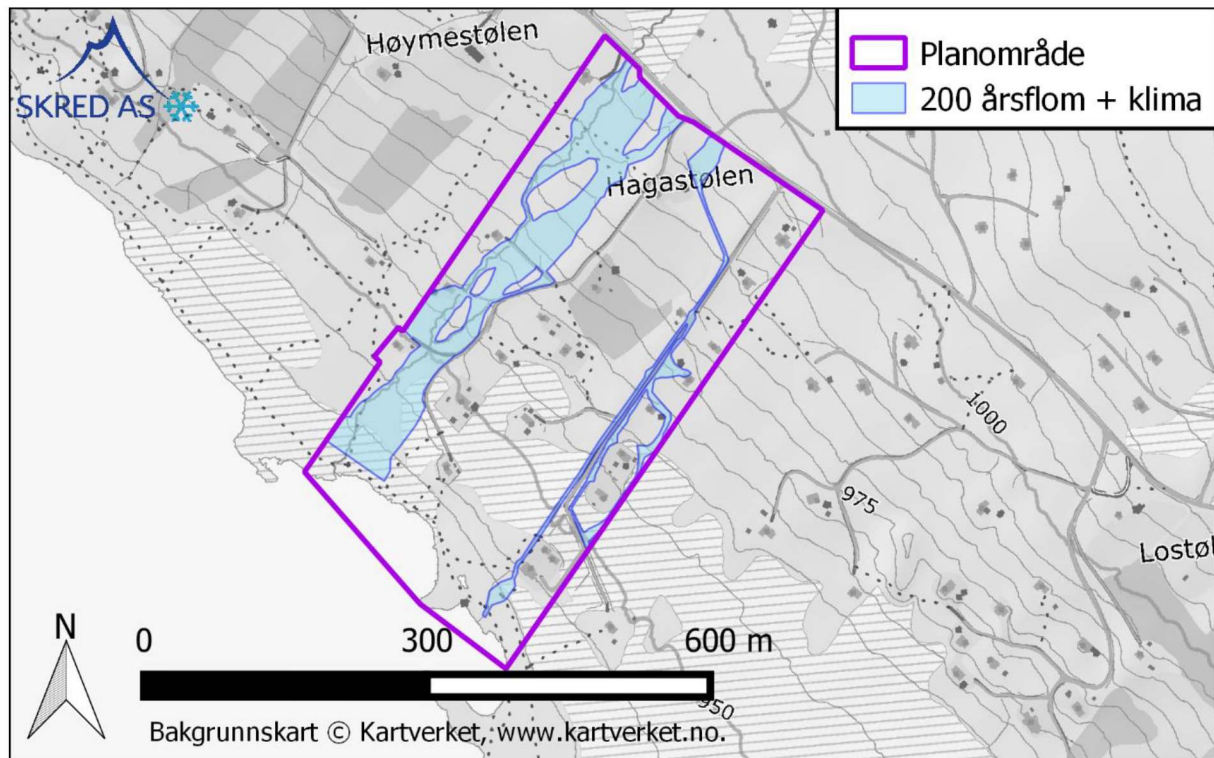 SKRED AS
Høymestølen
Planområde
200 årsflom + klima
Hagastølen
1000
975
Lostøl
950
N
0 300 600 m
Bakgrunnskart © Kartverket, www.kartverket.no.